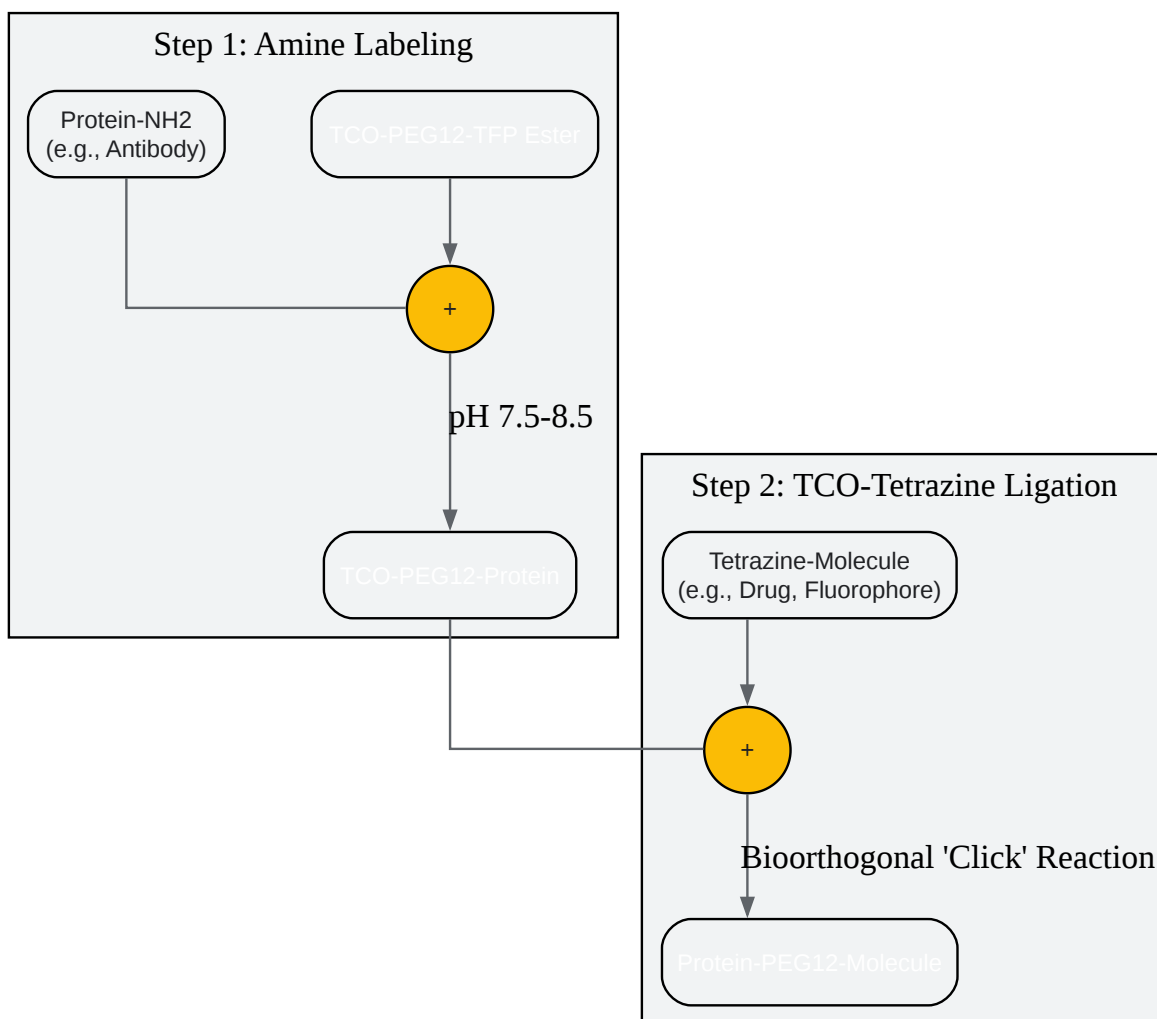 Step 1: Amine Labeling
Protein-NH2
(e.g., Antibody)
TCO-PEG12-TFP Ester
+
pH 7.5-8.5
TCO-PEG12-Protein
Step 2: TCO-Tetrazine Ligation
Tetrazine-Molecule
(e.g., Drug, Fluorophore)
+
Bioorthogonal 'Click' Reaction
Protein-PEG12-Molecule